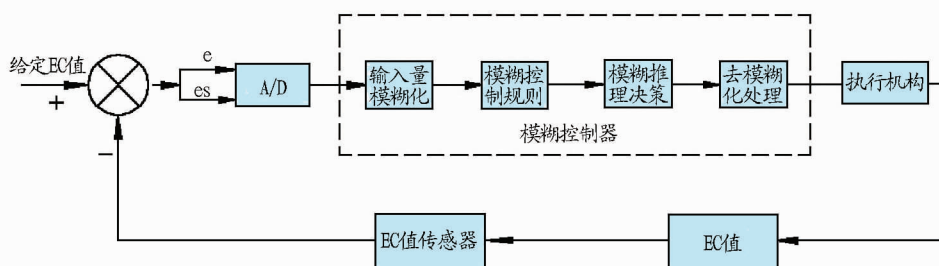 给定EC值
+
−
e
es
A/D
输入量
模糊化
模糊控
制规则
模糊推
理决策
去模糊
化处理
模糊控制器
执行机构
EC值传感器
EC值